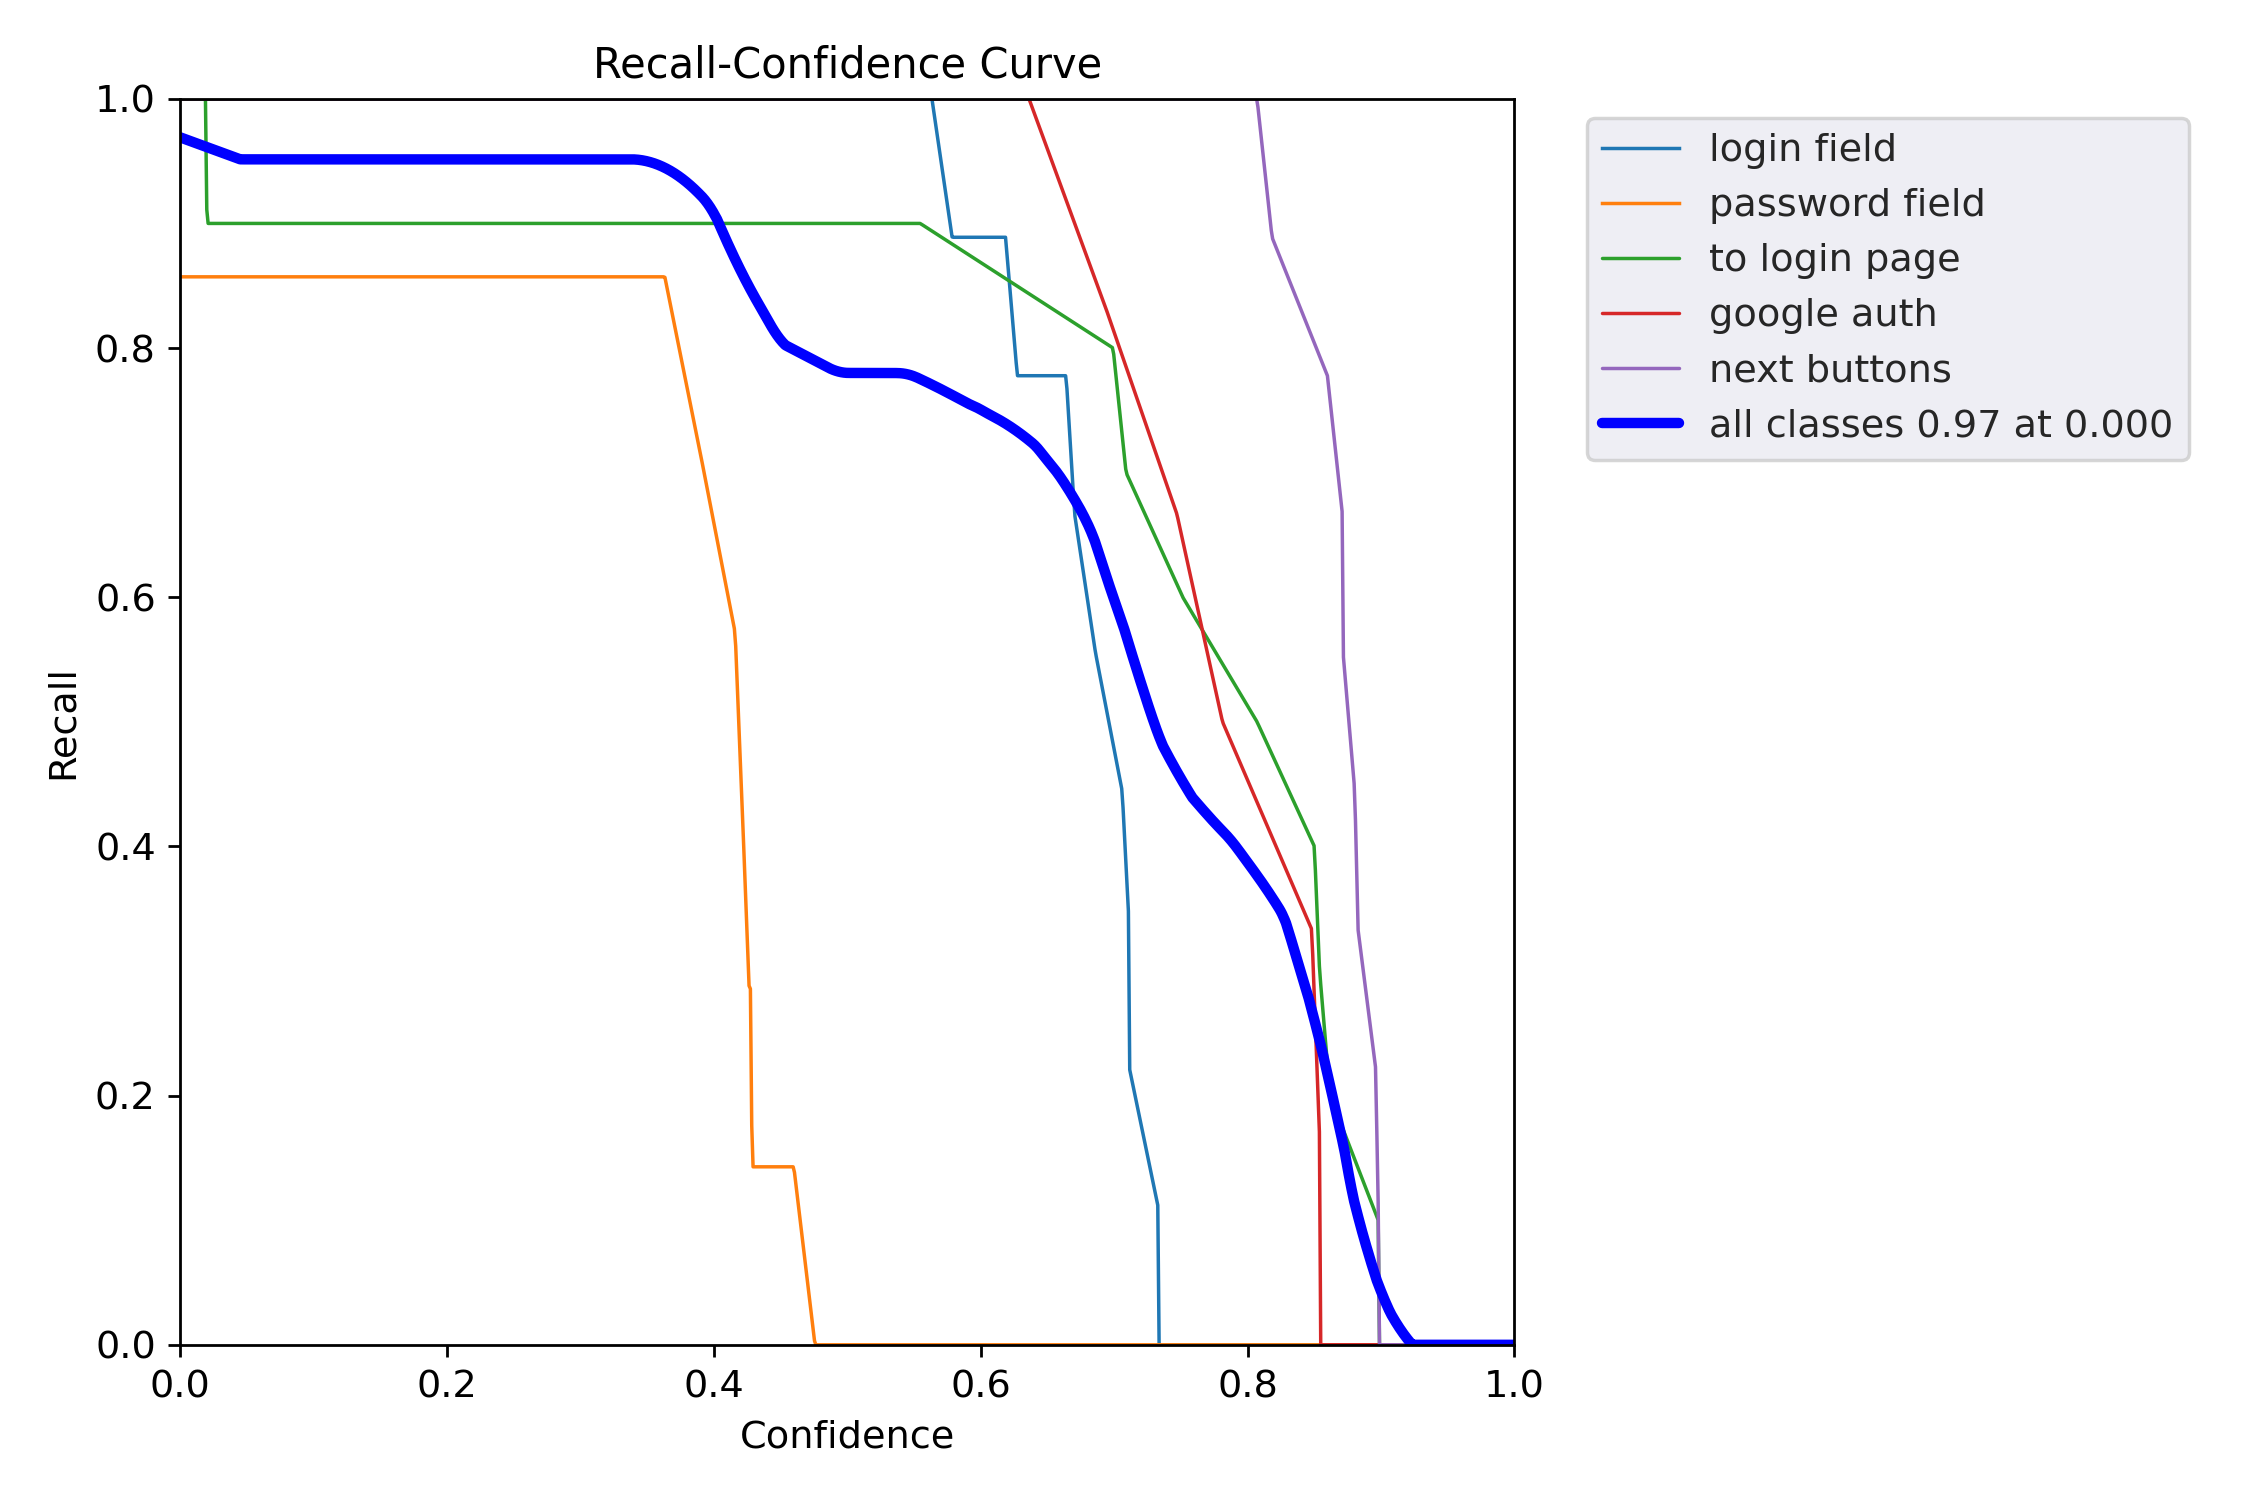 Recall-Confidence Curve
1.0
0.8
0.6
0.4
0.2
0.0
Recall
0.0 0.2 0.4 0.6 0.8 1.0
Confidence
login field
password field
to login page
google auth
next buttons
all classes 0.97 at 0.000